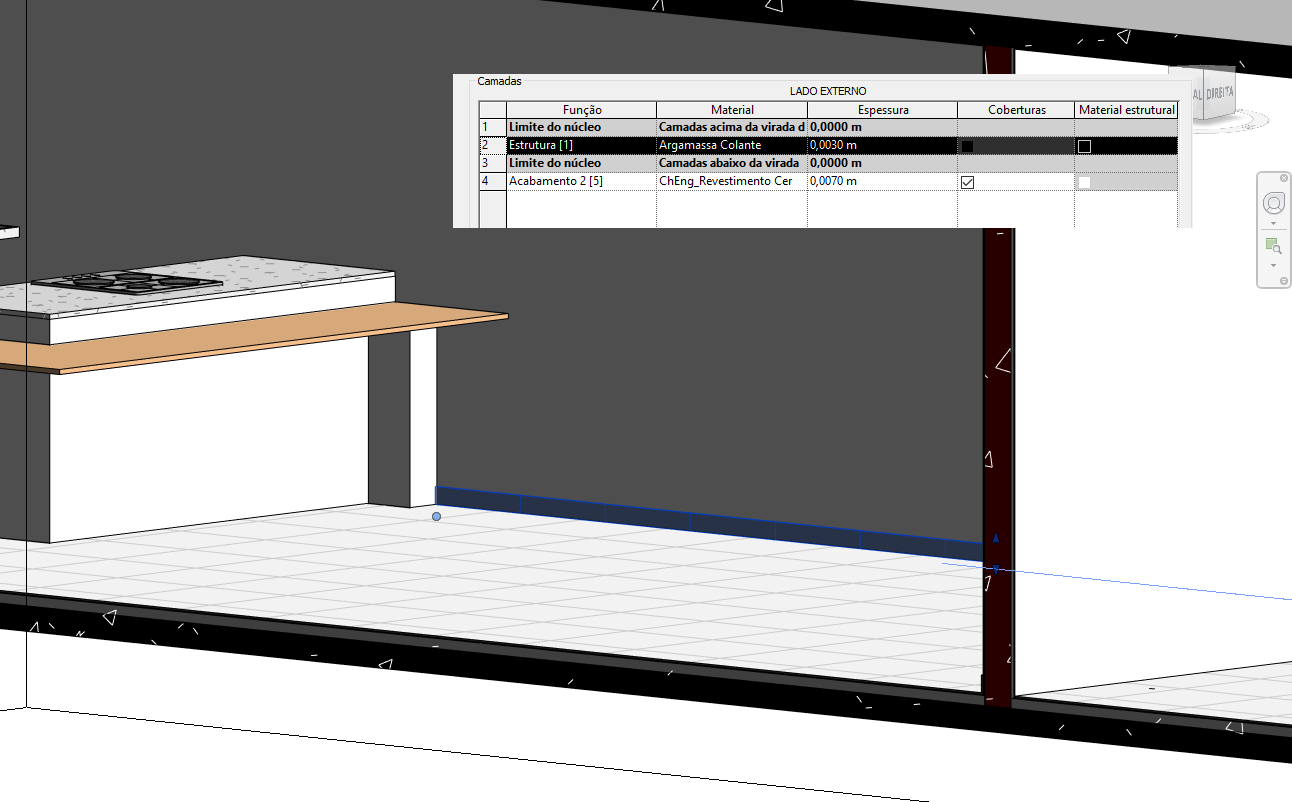 Camadas
LADO EXTERNO
Função Material Espessura Coberturas Material estrutural
1 Limite do núcleo Camadas acima da virada d 0,0000 m
2 Estrutura [1] Argamassa Colante 0,0030 m
3 Limite do núcleo Camadas abaixo da virada 0,0000 m
4 Acabamento 2 [5] ChEng_Revestimento Cer 0,0070 m
AL DIREITA